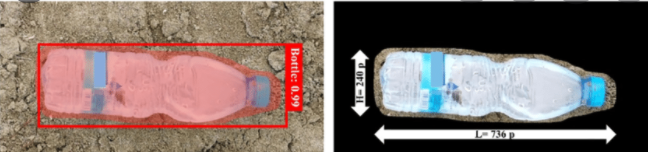 Bottle: 0.99
H= 240 p
L= 736 p